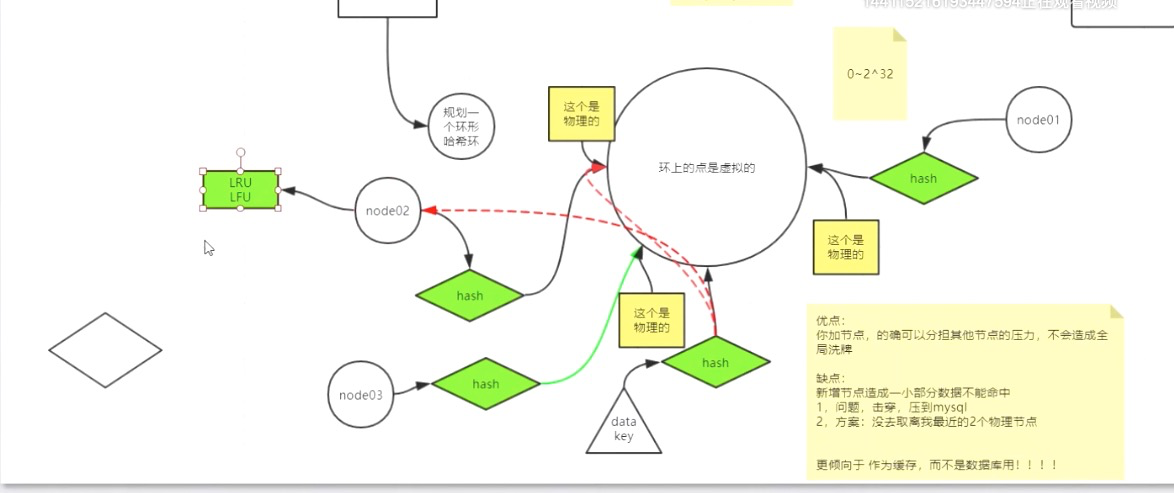 1441152161934475​94正在观看视频
0~2^32
规划一
个环形
哈希环
这个是
物理的
node01
环上的点是虚拟的
hash
LRU
LFU
node02
这个是
物理的
hash
这个是
物理的
优点：
你加节点，的确可以分担其他节点的压力，不会造成全
局洗牌
缺点：
新增节点造成一小部分数据不能命中
1，问题，击穿，压到mysql
2，方案：没去取离我最近的2个物理节点
更倾向于 作为缓存，而不是数据库用！！！！
hash
hash
node03
data
key